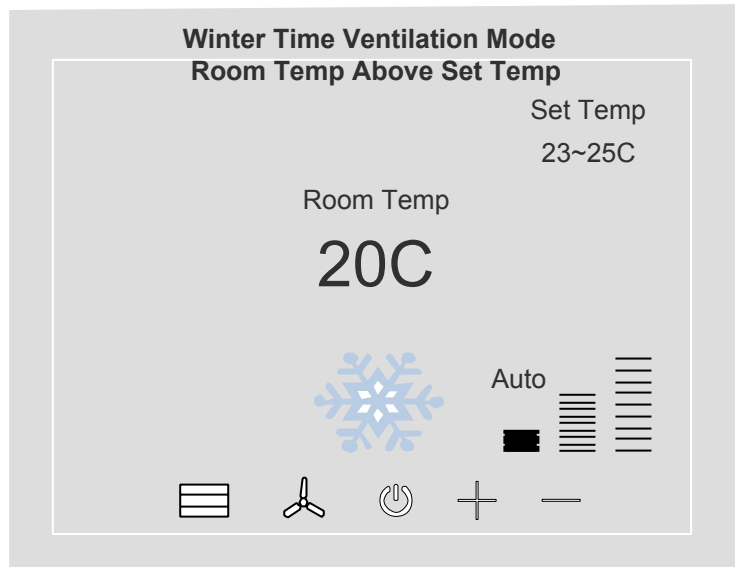 Winter Time Ventilation Mode
Room Temp Above Set Temp
Set Temp
23~25C
Room Temp
20C
Auto